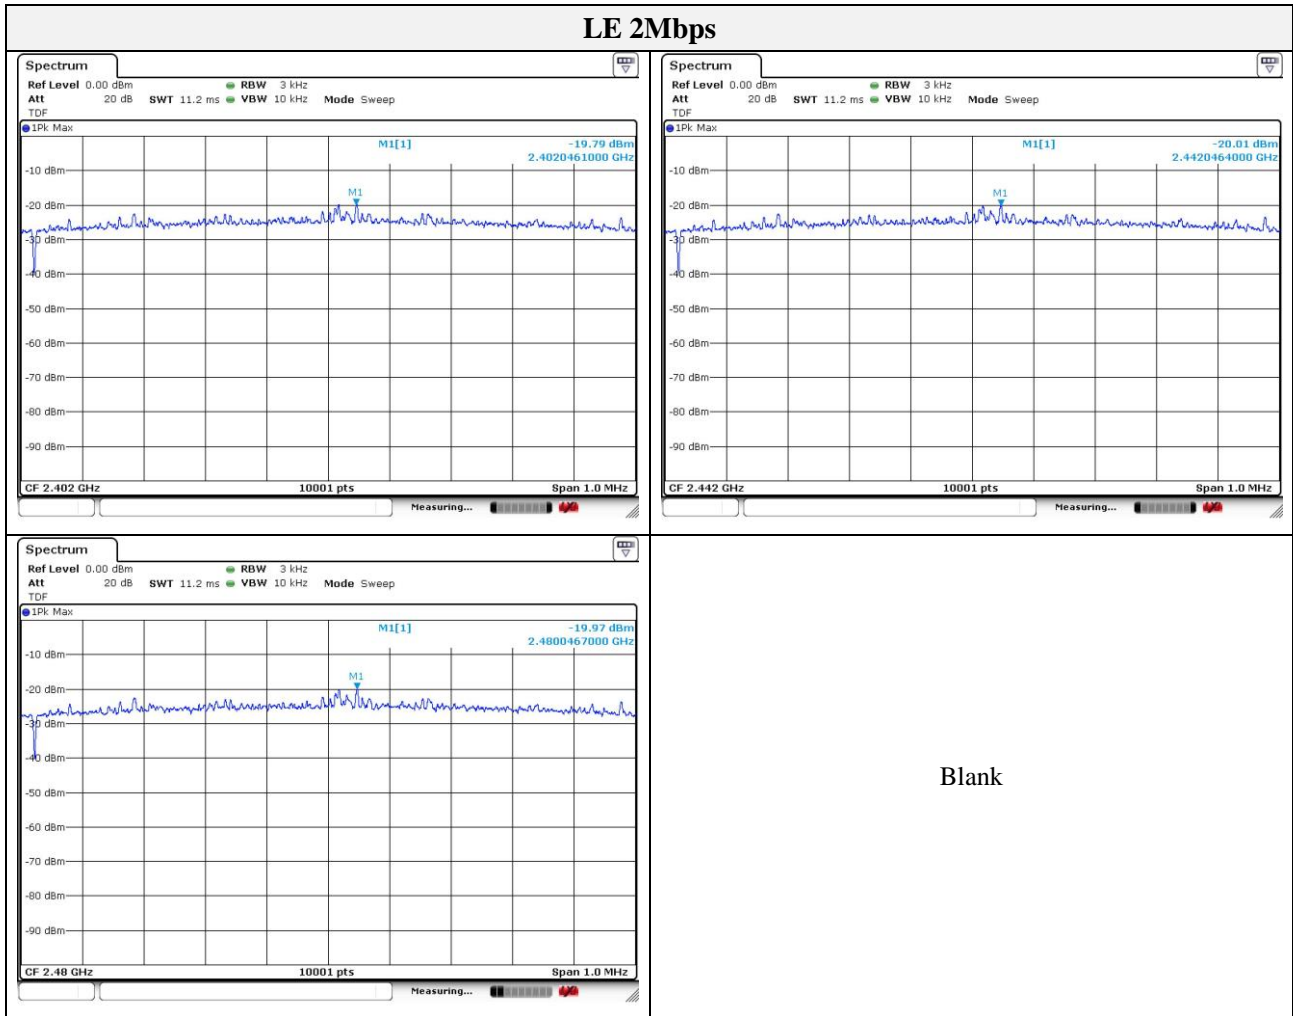 LE 2Mbps
Spectrum
Ref Level 0.00 dBm RBW 3 kHz
Att 20 dB SWT 11.2 ms VBW 10 kHz Mode Sweep
TDF
1Pk Max
M1[1] -19.79 dBm
2.4020461000 GHz
-10 dBm
M1
-20 dBm
-30 dBm
-40 dBm
-50 dBm
-60 dBm
-70 dBm
-80 dBm
-90 dBm
CF 2.402 GHz 10001 pts Span 1.0 MHz
Measuring...
Spectrum
Ref Level 0.00 dBm RBW 3 kHz
Att 20 dB SWT 11.2 ms VBW 10 kHz Mode Sweep
TDF
1Pk Max
M1[1] -20.01 dBm
2.4420464000 GHz
-10 dBm
M1
-20 dBm
-30 dBm
-40 dBm
-50 dBm
-60 dBm
-70 dBm
-80 dBm
-90 dBm
CF 2.442 GHz 10001 pts Span 1.0 MHz
Measuring...
Spectrum
Ref Level 0.00 dBm RBW 3 kHz
Att 20 dB SWT 11.2 ms VBW 10 kHz Mode Sweep
TDF
1Pk Max
M1[1] -19.97 dBm
2.4800467000 GHz
-10 dBm
M1
-20 dBm
-30 dBm
-40 dBm
-50 dBm
-60 dBm
-70 dBm
-80 dBm
-90 dBm
CF 2.48 GHz 10001 pts Span 1.0 MHz
Measuring...
Blank